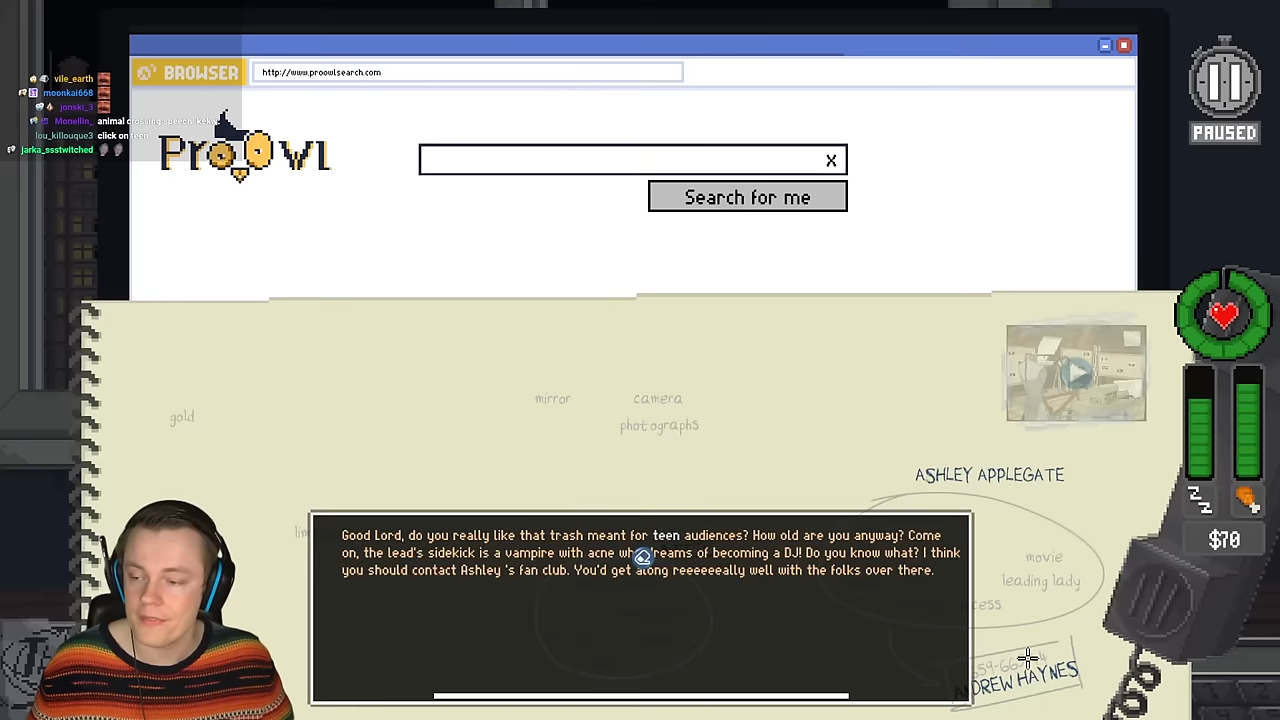 http://www.proowlsearch.com
BROWSER
vile_earth
moonkai668
jonski_3
Monellin_ animal crossing speech kekw
lou_killouque3 click on teen
jarka_ssstwitched
PrOOwl
X
Search for me
PAUSED
$70
gold
mirror
camera
photographs
ASHLEY APPLEGATE
movie
leading lady
Good Lord, do you really like that trash meant for teen audiences? How old are you anyway? Come
on, the lead's sidekick is a vampire with acne dreams of becoming a DJ! Do you know what? I think
you should contact Ashley 's fan club. You'd get along reeeeeeally well with the folks over there.
ANDREW HAYNES